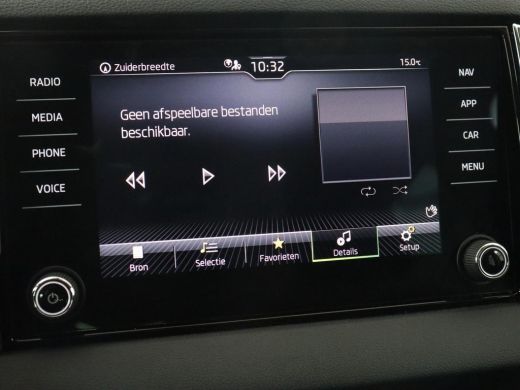 RADIO
MEDIA
PHONE
VOICE
Zuiderbreedte
10:32
15.0°C
Geen afspeelbare bestanden
beschikbaar.
Bron
Selectie
Favorieten
Details
Setup
NAV
APP
CAR
MENU